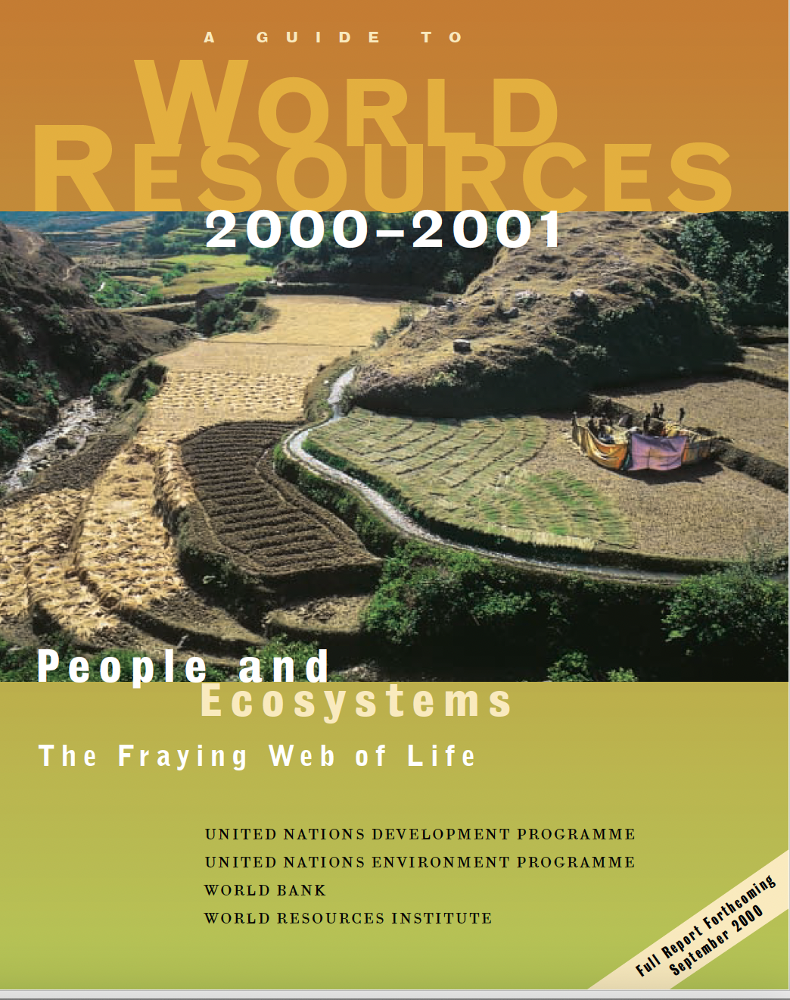 A GUIDE TO
WORLD
RESOURCES
2000–2001
People and
Ecosystems
The Fraying Web of Life
UNITED NATIONS DEVELOPMENT PROGRAMME
UNITED NATIONS ENVIRONMENT PROGRAMME
WORLD BANK
WORLD RESOURCES INSTITUTE
Full Report Forthcoming
September 2000